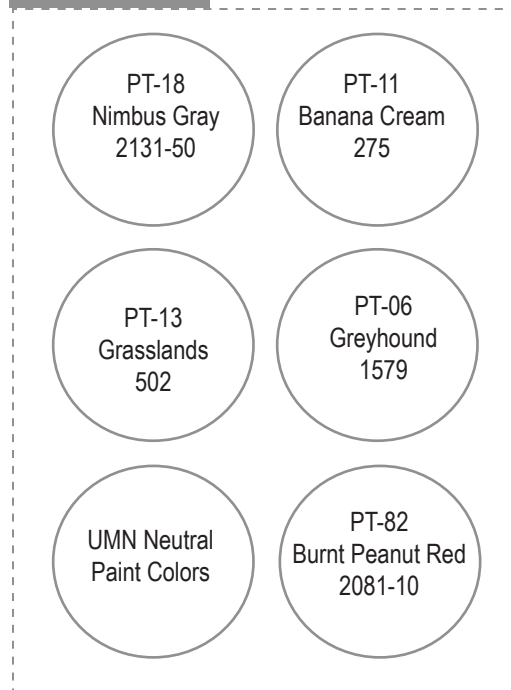 PT-18
Nimbus Gray
2131-50
PT-11
Banana Cream
275
PT-13
Grasslands
502
PT-06
Greyhound
1579
UMN Neutral
Paint Colors
PT-82
Burnt Peanut Red
2081-10